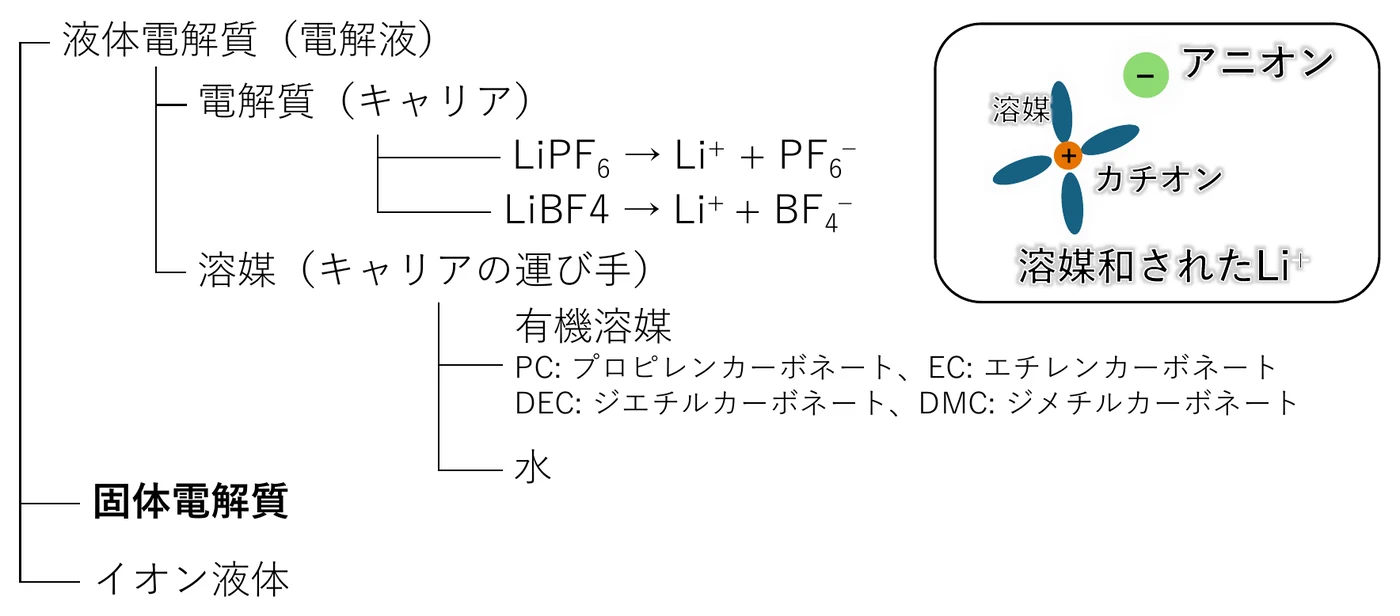 液体電解質（電解液）
電解質（キャリア）
LiPF₆ → Li⁺ + PF₆⁻
LiBF4 → Li⁺ + BF₄⁻
溶媒（キャリアの運び手）
有機溶媒
PC: プロピレンカーボネート、EC: エチレンカーボネート
DEC: ジエチルカーボネート、DMC: ジメチルカーボネート
水
固体電解質
イオン液体
− アニオン
溶媒
+
カチオン
溶媒和されたLi⁺